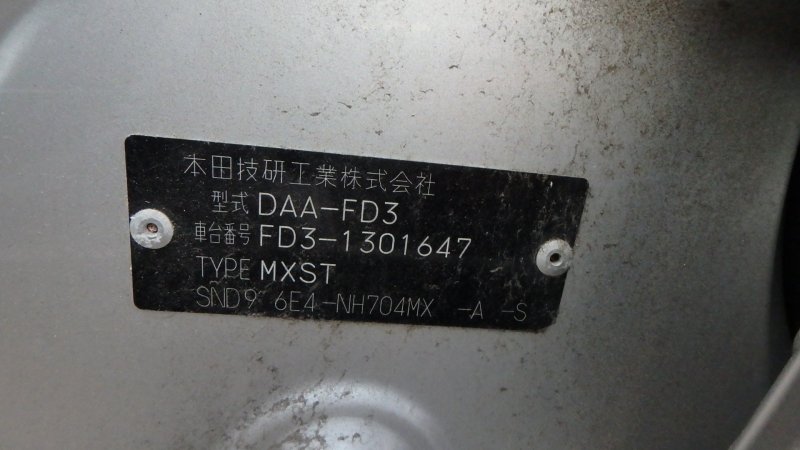 本田技研工業株式会社
型式 DAA-FD3
車台番号 FD3-1301647
TYPE MXST
SND9 6E4-NH704MX -A -S